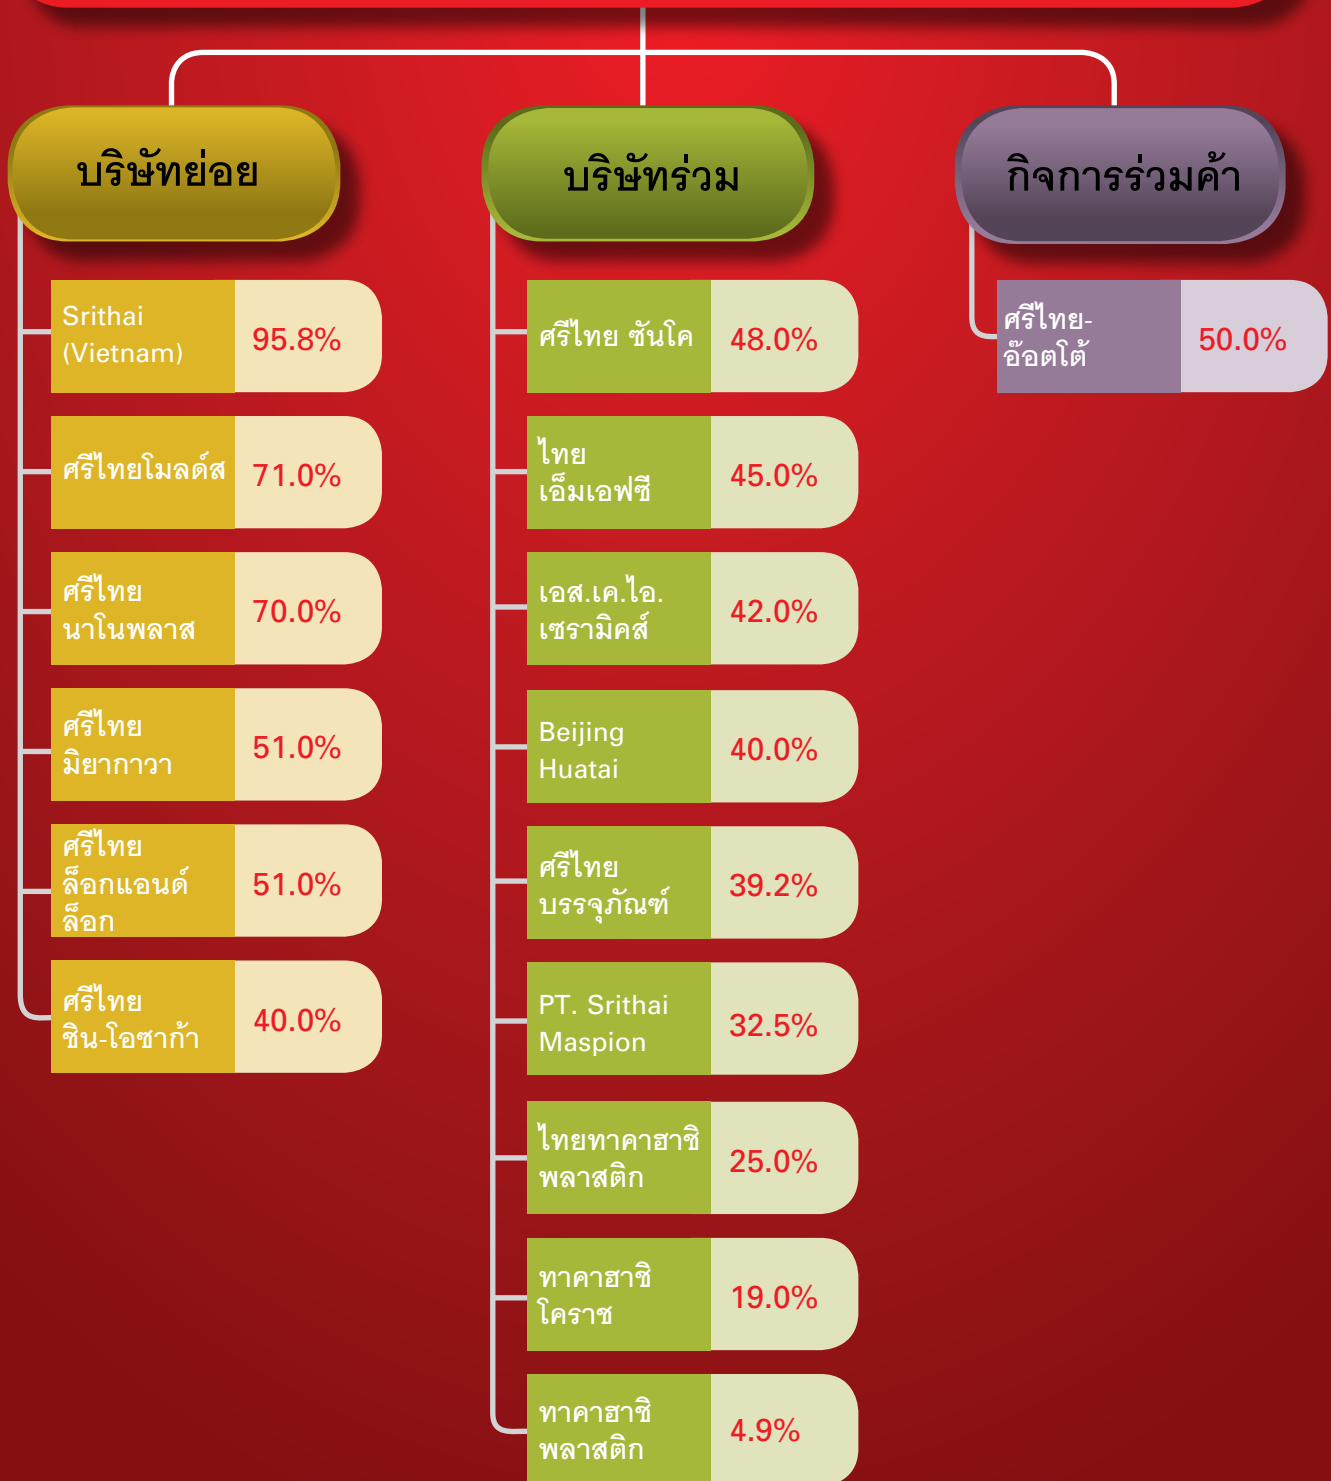 บริษัทย่อย
Srithai
(Vietnam)
95.8%
ศรีไทยโมลด์ส
71.0%
ศรีไทย
นาโนพลาส
70.0%
ศรีไทย
มิยากาวา
51.0%
ศรีไทย
ล็อกแอนด์
ล็อก
51.0%
ศรีไทย
ชิน-โอซาก้า
40.0%
บริษัทร่วม
ศรีไทย ซันโค
48.0%
ไทย
เอ็มเอฟซี
45.0%
เอส.เค.ไอ.
เซรามิคส์
42.0%
Beijing
Huatai
40.0%
ศรีไทย
บรรจุภัณฑ์
39.2%
PT. Srithai
Maspion
32.5%
ไทยทาคาฮาชิ
พลาสติก
25.0%
ทาคาฮาชิ
โคราช
19.0%
ทาคาฮาชิ
พลาสติก
4.9%
กิจการร่วมค้า
ศรีไทย-
อ๊อตโต้
50.0%